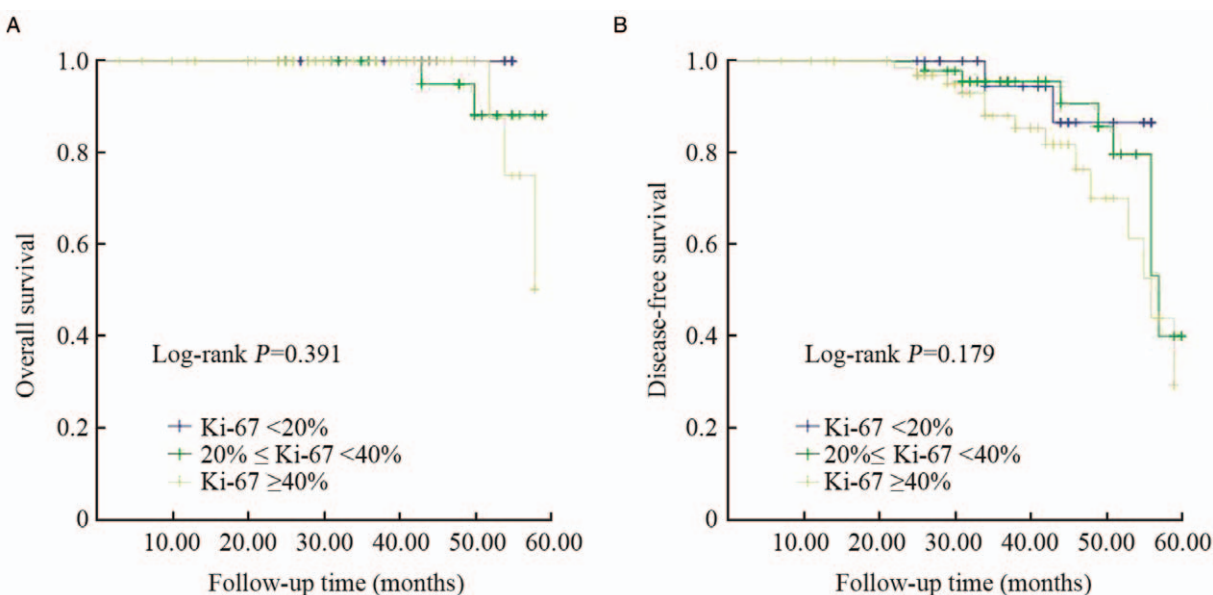 A
Overall survival
1.0
0.8
0.6
0.4
0.2
0
Log-rank P=0.391
Ki-67 <20%
20% ≤ Ki-67 <40%
Ki-67 ≥40%
10.00 20.00 30.00 40.00 50.00 60.00
Follow-up time (months)
B
Disease-free survival
1.0
0.8
0.6
0.4
0.2
0
Log-rank P=0.179
Ki-67 <20%
20%≤ Ki-67 <40%
Ki-67 ≥40%
10.00 20.00 30.00 40.00 50.00 60.00
Follow-up time (months)